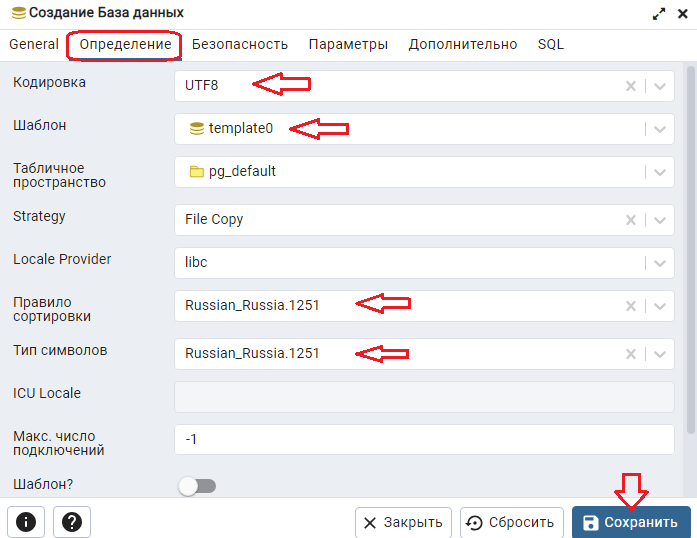 Создание База данных
General Определение Безопасность Параметры Дополнительно SQL
Кодировка UTF8
Шаблон template0
Табличное
пространство pg_default
Strategy File Copy
Locale Provider libc
Правило
сортировки Russian_Russia.1251
Тип символов Russian_Russia.1251
ICU Locale
Макс. число
подключений -1
Шаблон?
Закрыть Сбросить Сохранить